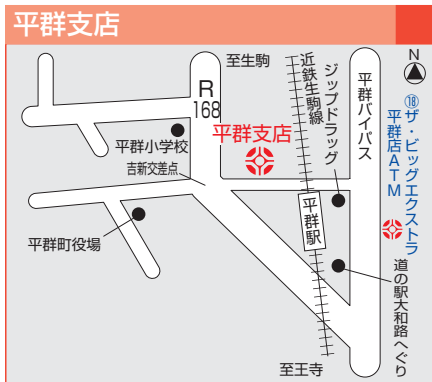 平群支店
至生駒
R
168
近鉄生駒線
ジップドラッグ
平群バイパス
N
⑱ザ・ビッグエクストラ
平群店ATM
平群小学校
吉新交差点
平群支店
平群駅
平群町役場
道の駅大和路へぐり
至王寺